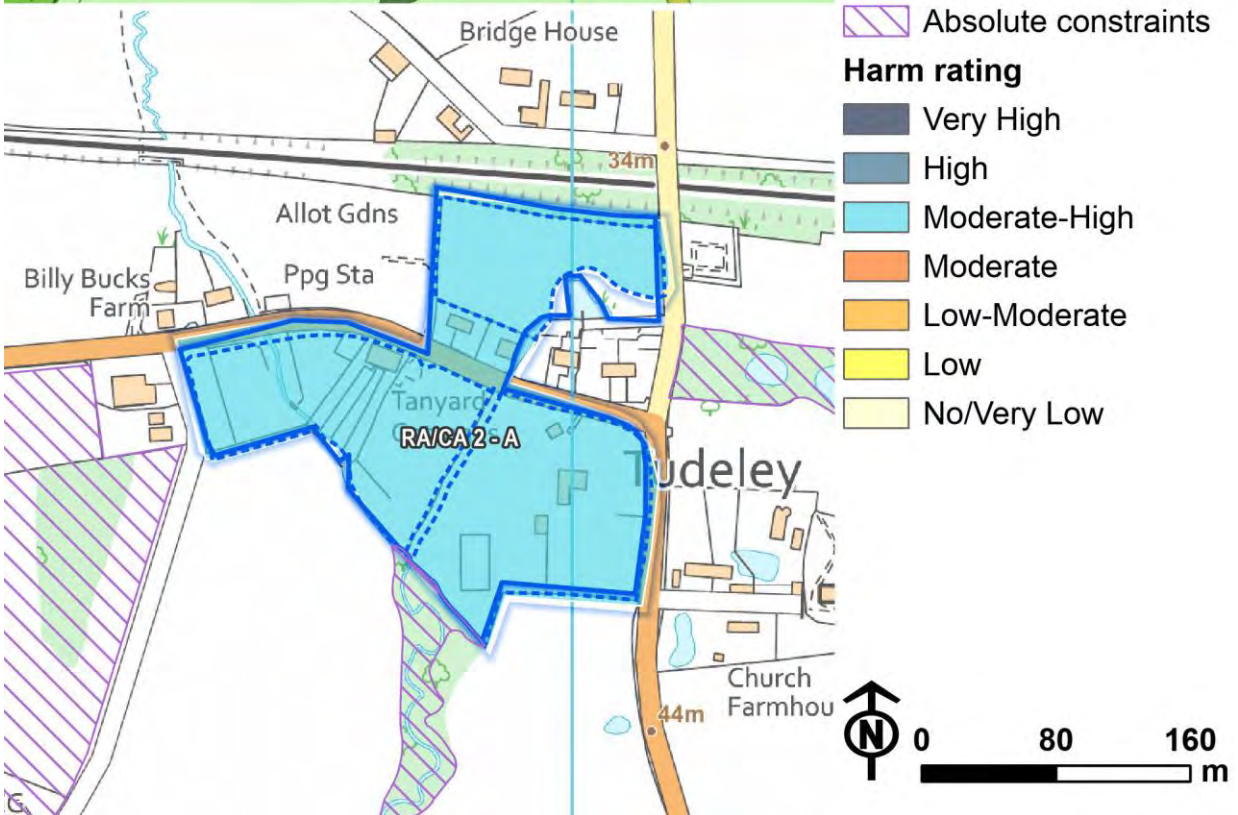 Bridge House
34m
Allot Gdns
Ppg Sta
Billy Bucks
Farm
Tanyard
RA/CA 2 - A
Tudeley
Church
Farmhou
44m
G
Absolute constraints
Harm rating
Very High
High
Moderate-High
Moderate
Low-Moderate
Low
No/Very Low
N
0 80 160
m